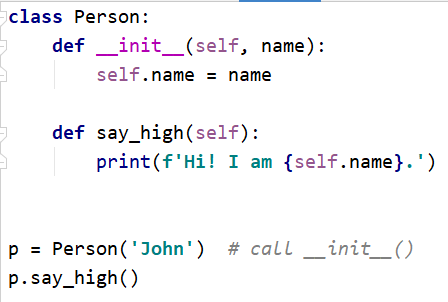 class Person:
    def __init__(self, name):
        self.name = name

    def say_high(self):
        print(f'Hi! I am {self.name}.')


p = Person('John')  # call __init__()
p.say_high()